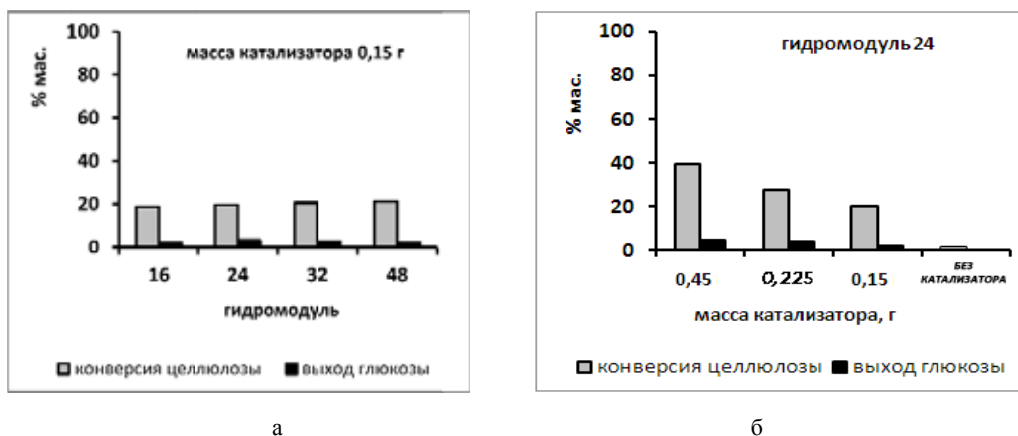 100
80
60
40
20
0
% мас.
масса катализатора 0,15 г
16 24 32 48
гидромодуль
конверсия целлюлозы выход глюкозы
а
100
80
60
40
20
0
% мас.
гидромодуль 24
0,45 0,225 0,15 БЕЗ
КАТАЛИЗАТОРА
масса катализатора, г
конверсия целлюлозы выход глюкозы
б